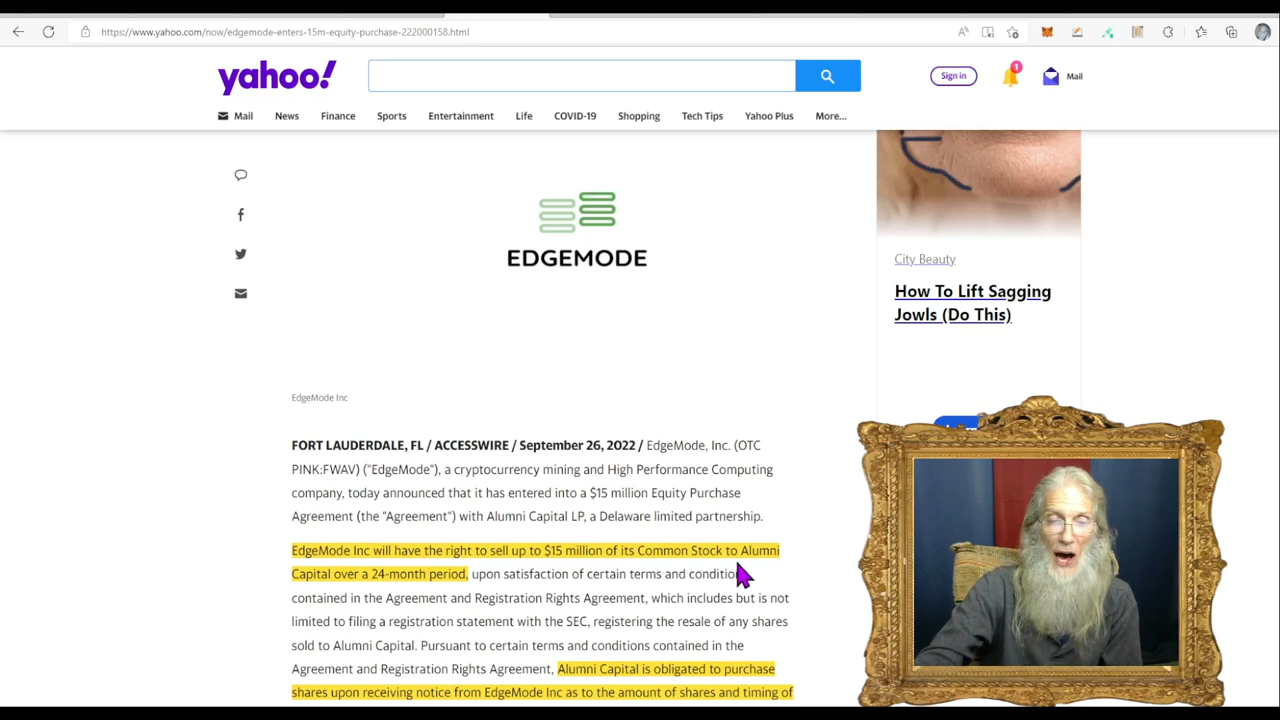 https://www.yahoo.com/now/edgemode-enters-15m-equity-purchase-222000158.html
yahoo!
Sign in
1
Mail
Mail
News
Finance
Sports
Entertainment
Life
COVID-19
Shopping
Tech Tips
Yahoo Plus
More...
EDGEMODE
City Beauty
How To Lift Sagging
Jowls (Do This)
EdgeMode Inc
FORT LAUDERDALE, FL / ACCESSWIRE / September 26, 2022 / EdgeMode, Inc. (OTC
PINK:FWAV) ("EdgeMode"), a cryptocurrency mining and High Performance Computing
company, today announced that it has entered into a $15 million Equity Purchase
Agreement (the "Agreement") with Alumni Capital LP, a Delaware limited partnership.
EdgeMode Inc will have the right to sell up to $15 million of its Common Stock to Alumni
Capital over a 24-month period, upon satisfaction of certain terms and condition
contained in the Agreement and Registration Rights Agreement, which includes but is not
limited to filing a registration statement with the SEC, registering the resale of any shares
sold to Alumni Capital. Pursuant to certain terms and conditions contained in the
Agreement and Registration Rights Agreement, Alumni Capital is obligated to purchase
shares upon receiving notice from EdgeMode Inc as to the amount of shares and timing of